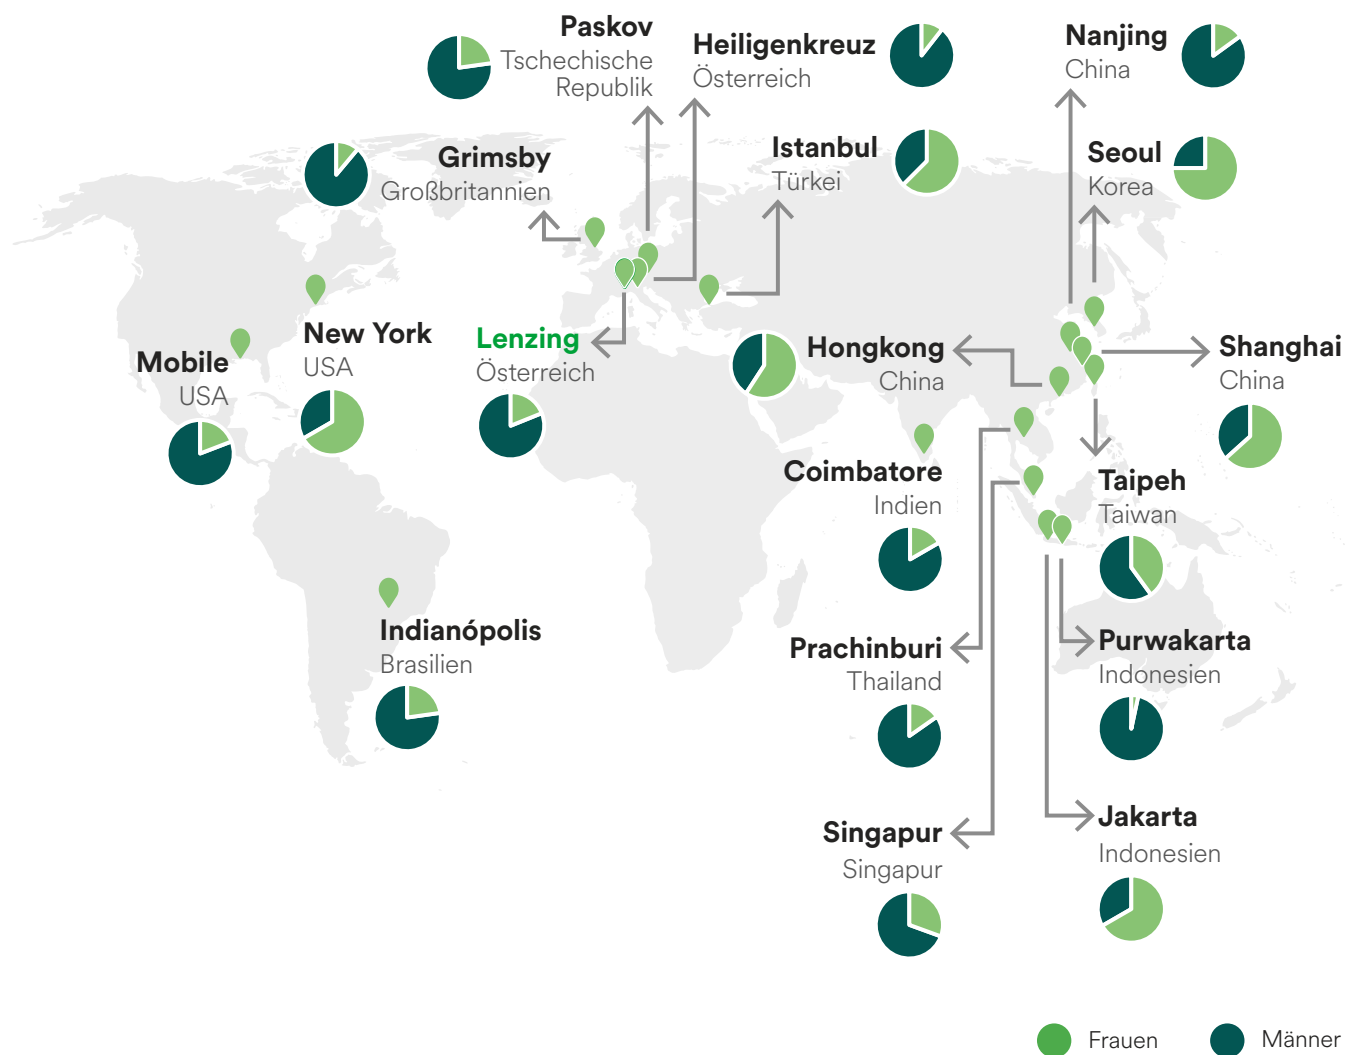 Paskov
Tschechische
Republik
Heiligenkreuz
Österreich
Nanjing
China
Grimsby
Großbritannien
Istanbul
Türkei
Seoul
Korea
New York
USA
Mobile
USA
Lenzing
Österreich
Hongkong
China
Shanghai
China
Coimbatore
Indien
Taipeh
Taiwan
Indianópolis
Brasilien
Prachinburi
Thailand
Purwakarta
Indonesien
Singapur
Singapur
Jakarta
Indonesien
Frauen
Männer